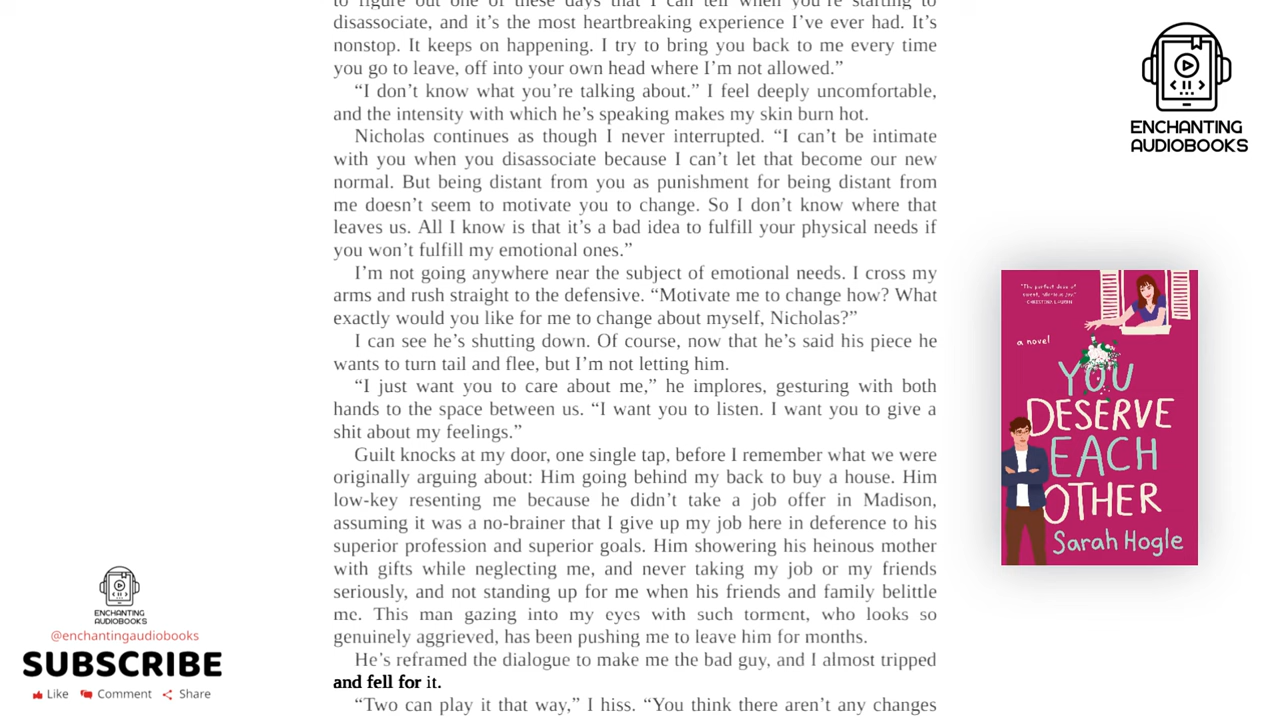 to figure out one of these days that I can tell when you're starting to
disassociate, and it’s the most heartbreaking experience I’ve ever had. It’s
nonstop. It keeps on happening. I try to bring you back to me every time
you go to leave, off into your own head where I’m not allowed.”
“I don’t know what you’re talking about.” I feel deeply uncomfortable,
and the intensity with which he’s speaking makes my skin burn hot.
Nicholas continues as though I never interrupted. “I can’t be intimate
with you when you disassociate because I can’t let that become our new
normal. But being distant from you as punishment for being distant from
me doesn’t seem to motivate you to change. So I don’t know where that
leaves us. All I know is that it’s a bad idea to fulfill your physical needs if
you won’t fulfill my emotional ones.”
I’m not going anywhere near the subject of emotional needs. I cross my
arms and rush straight to the defensive. “Motivate me to change how? What
exactly would you like for me to change about myself, Nicholas?”
I can see he’s shutting down. Of course, now that he’s said his piece he
wants to turn tail and flee, but I’m not letting him.
“I just want you to care about me,” he implores, gesturing with both
hands to the space between us. “I want you to listen. I want you to give a
shit about my feelings.”
Guilt knocks at my door, one single tap, before I remember what we were
originally arguing about: Him going behind my back to buy a house. Him
low-key resenting me because he didn’t take a job offer in Madison,
assuming it was a no-brainer that I give up my job here in deference to his
superior profession and superior goals. Him showering his heinous mother
with gifts while neglecting me, and never taking my job or my friends
seriously, and not standing up for me when his friends and family belittle
me. This man gazing into my eyes with such torment, who looks so
genuinely aggrieved, has been pushing me to leave him for months.
He’s reframed the dialogue to make me the bad guy, and I almost tripped
and fell for it.
“Two can play it that way,” I hiss. “You think there aren’t any changes
ENCHANTING
AUDIOBOOKS
"The perfect dose of
CHRISTINA LAUREN
a novel
YOU
DESERVE
EACH
OTHER
Sarah Hogle
ENCHANTING
AUDIOBOOKS
@enchantingaudiobooks
SUBSCRIBE
Like Comment Share